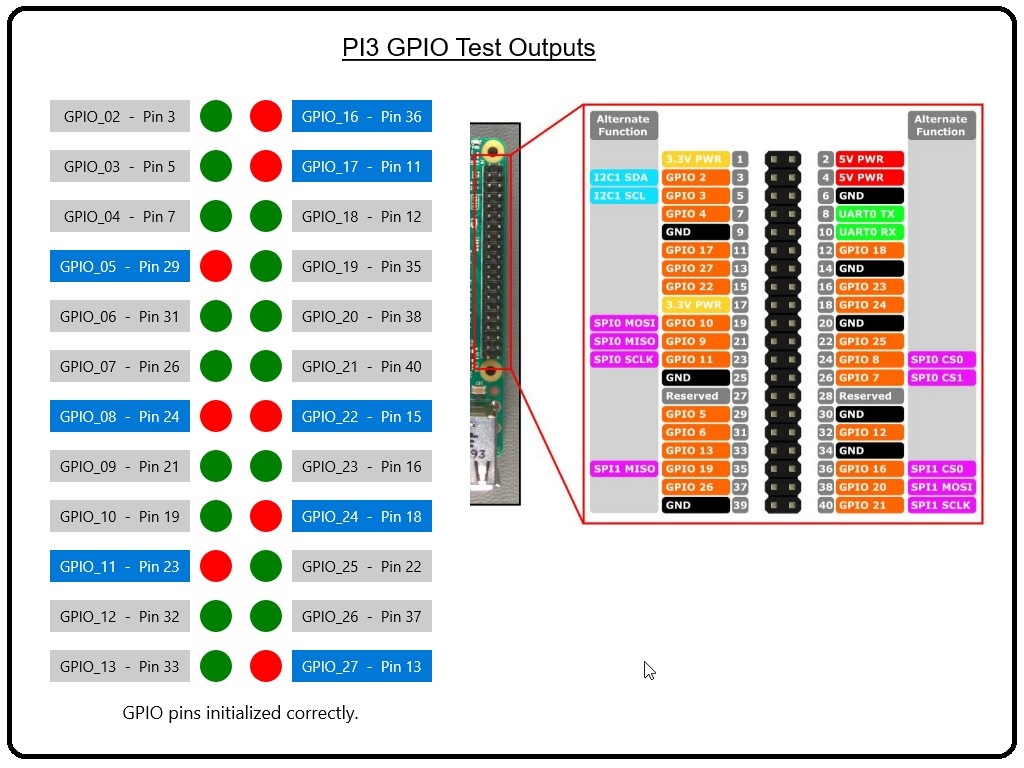 PI3 GPIO Test Outputs
GPIO_02 - Pin 3
GPIO_16 - Pin 36
GPIO_03 - Pin 5
GPIO_17 - Pin 11
GPIO_04 - Pin 7
GPIO_18 - Pin 12
GPIO_05 - Pin 29
GPIO_19 - Pin 35
GPIO_06 - Pin 31
GPIO_20 - Pin 38
GPIO_07 - Pin 26
GPIO_21 - Pin 40
GPIO_08 - Pin 24
GPIO_22 - Pin 15
GPIO_09 - Pin 21
GPIO_23 - Pin 16
GPIO_10 - Pin 19
GPIO_24 - Pin 18
GPIO_11 - Pin 23
GPIO_25 - Pin 22
GPIO_12 - Pin 32
GPIO_26 - Pin 37
GPIO_13 - Pin 33
GPIO_27 - Pin 13
GPIO pins initialized correctly.
Alternate
Function
Alternate
Function
3.3V PWR 1 2 5V PWR
I2C1 SDA GPIO 2 3 4 5V PWR
I2C1 SCL GPIO 3 5 6 GND
GPIO 4 7 8 UART0 TX
GND 9 10 UART0 RX
GPIO 17 11 12 GPIO 18
GPIO 27 13 14 GND
GPIO 22 15 16 GPIO 23
3.3V PWR 17 18 GPIO 24
SPI0 MOSI GPIO 10 19 20 GND
SPI0 MISO GPIO 9 21 22 GPIO 25
SPI0 SCLK GPIO 11 23 24 GPIO 8 SPI0 CS0
GND 25 26 GPIO 7 SPI0 CS1
Reserved 27 28 Reserved
GPIO 5 29 30 GND
GPIO 6 31 32 GPIO 12
GPIO 13 33 34 GND
SPI1 MISO GPIO 19 35 36 GPIO 16 SPI1 CS0
GPIO 26 37 38 GPIO 20 SPI1 MOSI
GND 39 40 GPIO 21 SPI1 SCLK